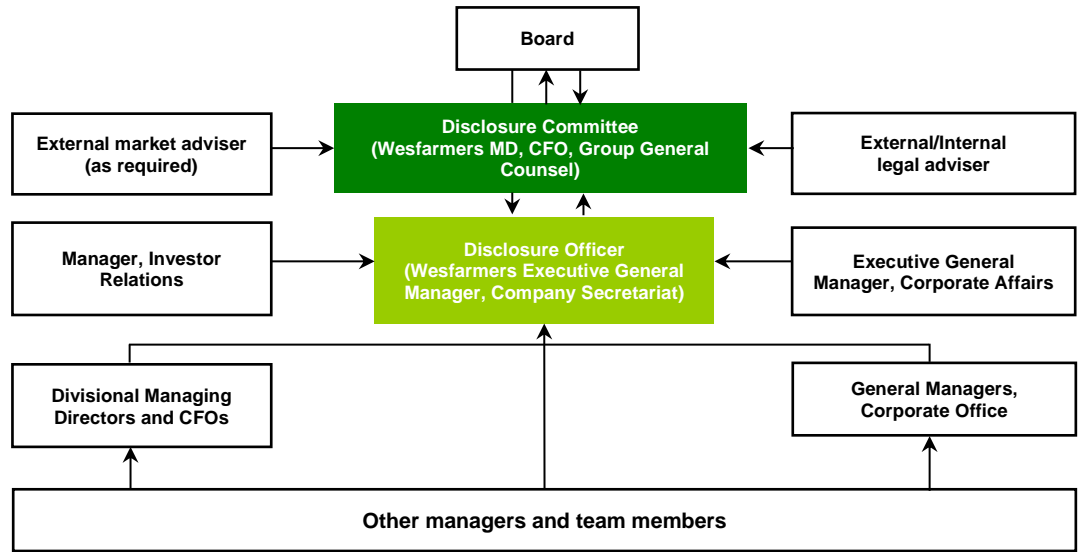 Board
External market adviser
(as required)
Disclosure Committee
(Wesfarmers MD, CFO, Group General
Counsel)
External/Internal
legal adviser
Manager, Investor
Relations
Disclosure Officer
(Wesfarmers Executive General
Manager, Company Secretariat)
Executive General
Manager, Corporate Affairs
Divisional Managing
Directors and CFOs
General Managers,
Corporate Office
Other managers and team members